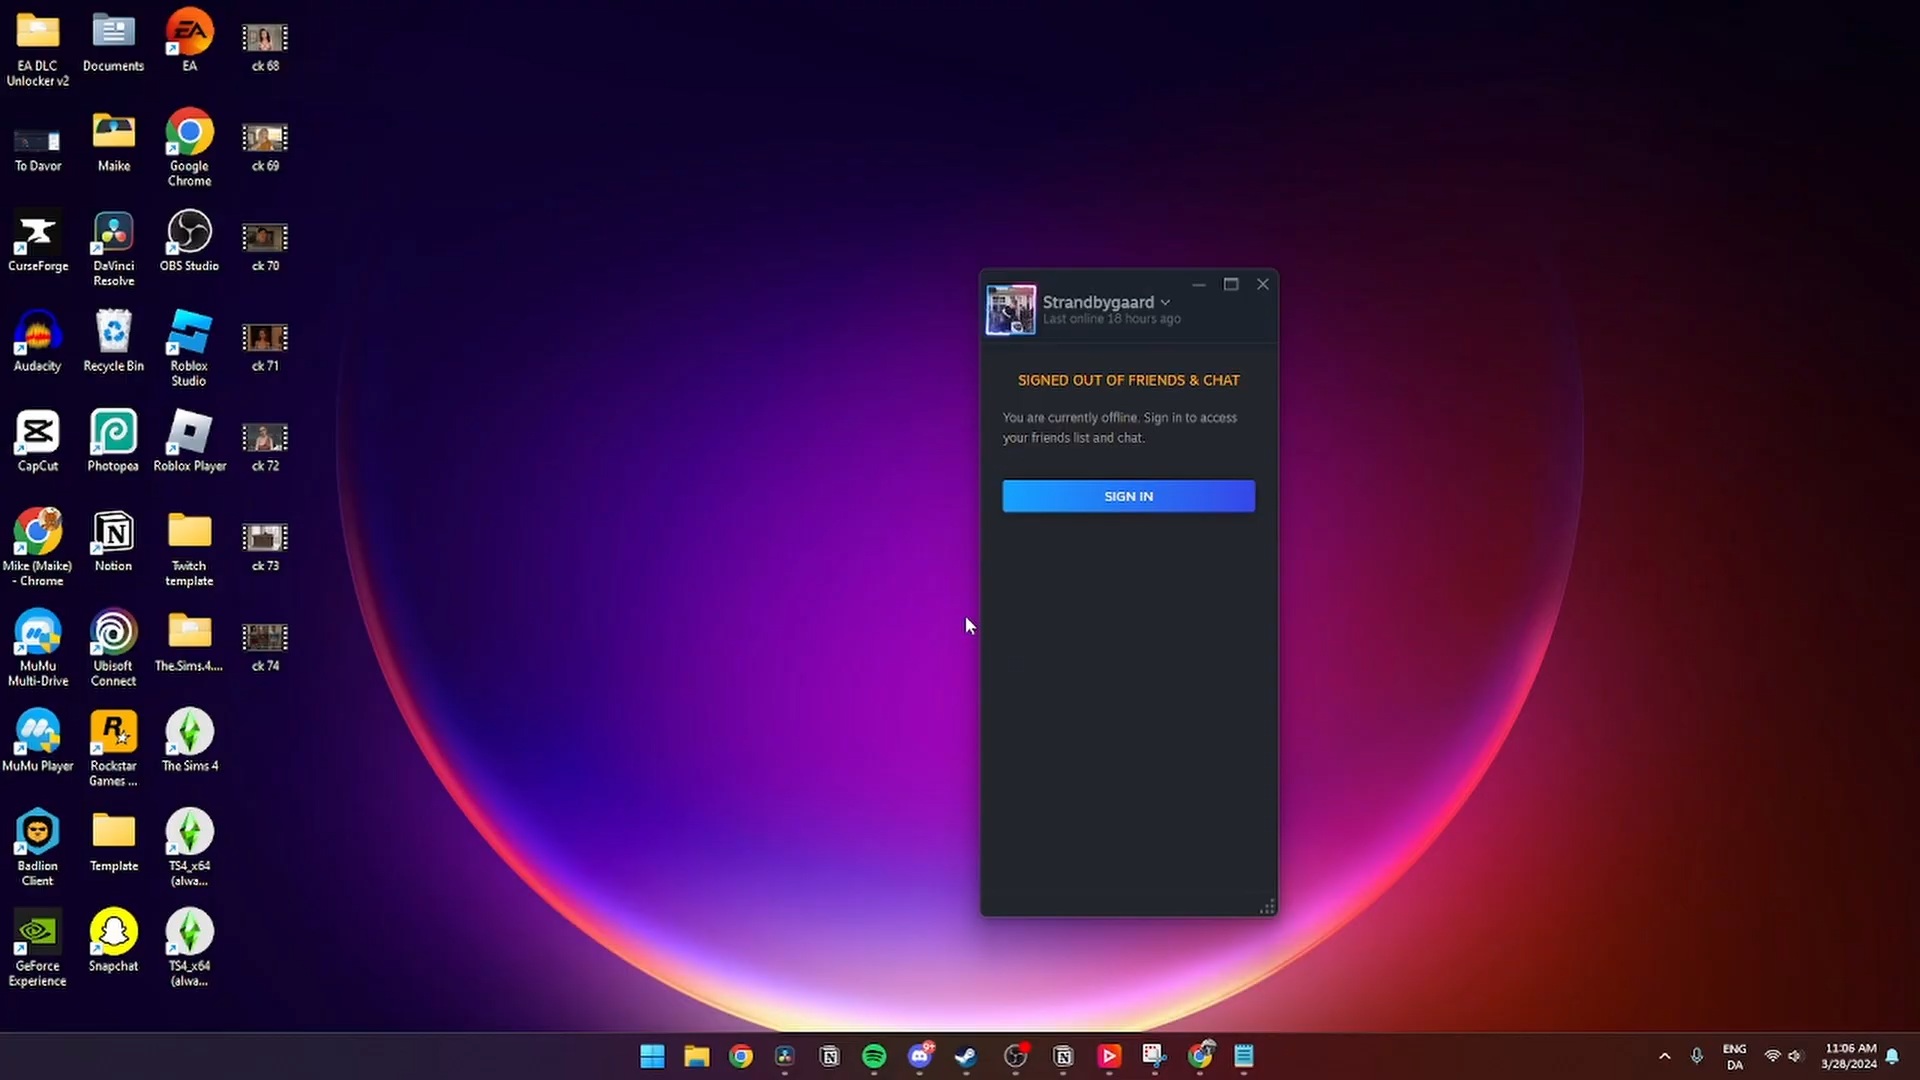 EA DLC
Unlocker v2
Documents
EA
ck 68
To Davor
Maike
Google
Chrome
ck 69
CurseForge
DaVinci
Resolve
OBS Studio
ck 70
Audacity
Recycle Bin
Roblox
Studio
ck 71
CapCut
Photopea
Roblox Player
ck 72
Mike (Maike)
- Chrome
Notion
Twitch
template
ck 73
MuMu
Multi-Drive
Ubisoft
Connect
The.Sims.4....
ck 74
MuMu Player
Rockstar
Games ...
The Sims 4
Badlion
Client
Template
TS4_x64
(alwa...
GeForce
Experience
Snapchat
TS4_x64
(alwa...
Strandbygaard
Last online 18 hours ago
SIGNED OUT OF FRIENDS & CHAT
You are currently offline. Sign in to access
your friends list and chat.
SIGN IN
9+
ENG
DA
11:06 AM
3/28/2024